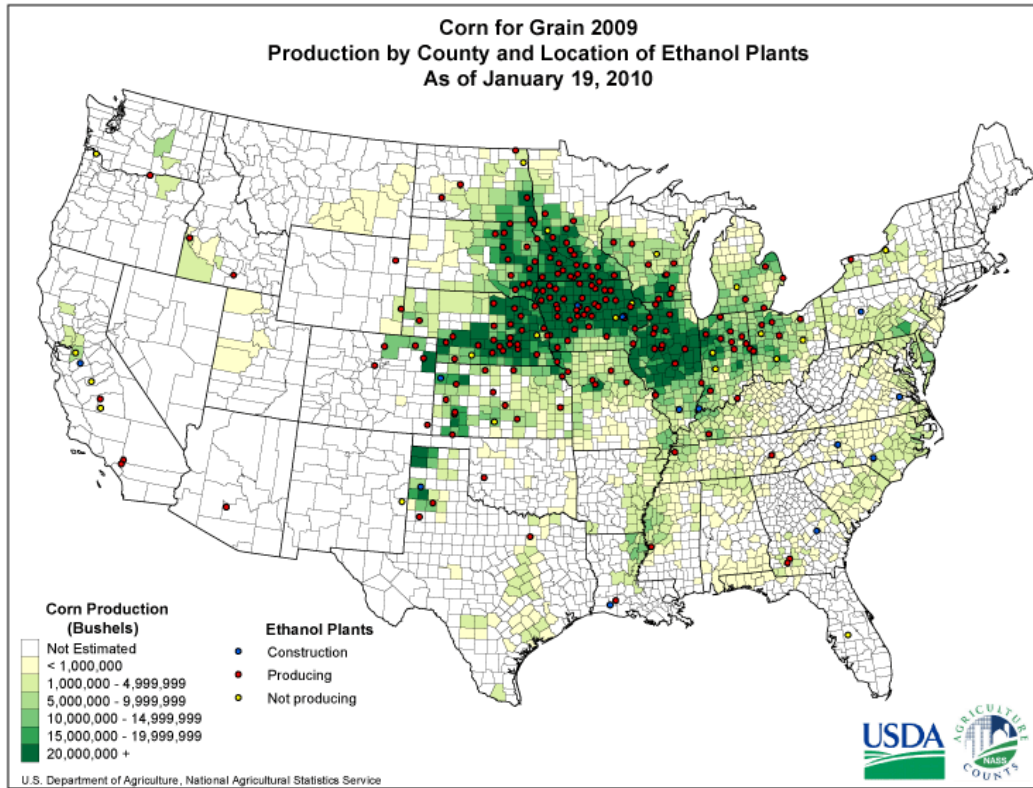 Corn for Grain 2009
Production by County and Location of Ethanol Plants
As of January 19, 2010
Corn Production
(Bushels)
Not Estimated
< 1,000,000
1,000,000 - 4,999,999
5,000,000 - 9,999,999
10,000,000 - 14,999,999
15,000,000 - 19,999,999
20,000,000 +
Ethanol Plants
Construction
Producing
Not producing
USDA
AGRICULTURE
NASS
COUNTS
U.S. Department of Agriculture, National Agricultural Statistics Service